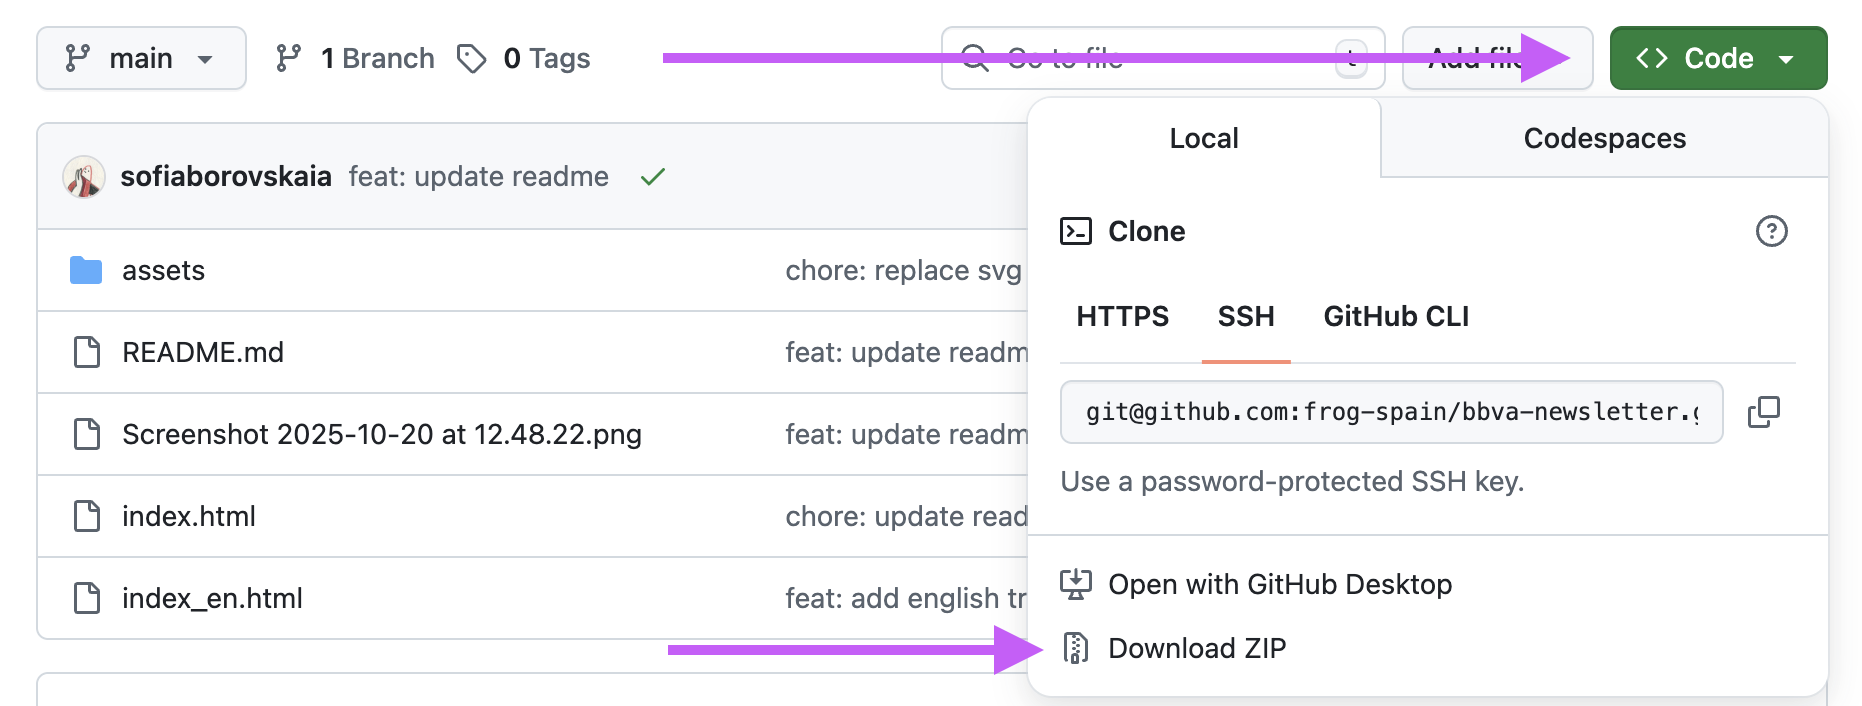 main
1 Branch
0 Tags
Go to file
t
Add file
Code
Local
Codespaces
sofiaborovskaia feat: update readme
Clone
assets
chore: replace svg
HTTPS
SSH
GitHub CLI
README.md
feat: update readm
git@github.com:frog-spain/bbva-newsletter.g
Screenshot 2025-10-20 at 12.48.22.png
feat: update readm
Use a password-protected SSH key.
index.html
chore: update read
Open with GitHub Desktop
index_en.html
feat: add english tr
Download ZIP